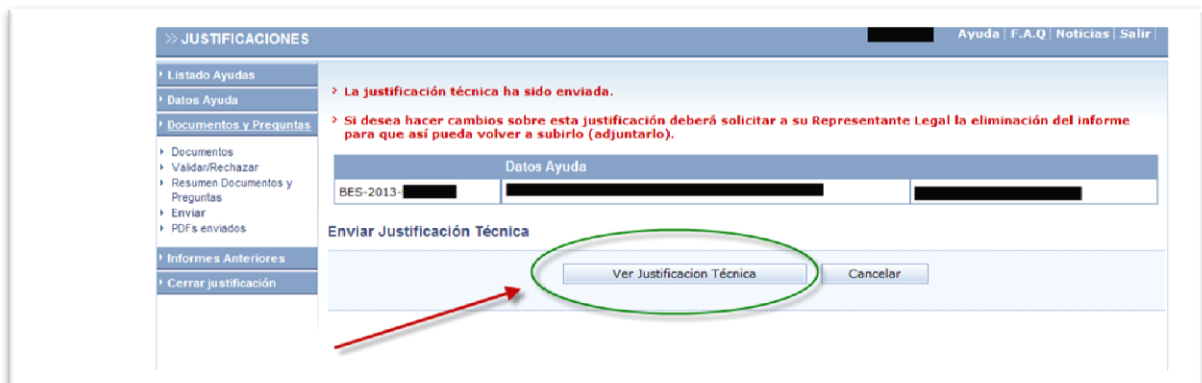 >> JUSTIFICACIONES
Ayuda | F.A.Q | Noticias | Salir |
Listado Ayudas
Datos Ayuda
Documentos y Preguntas
Documentos
Validar/Rechazar
Resumen Documentos y
Preguntas
Enviar
PDFs enviados
Informes Anteriores
Cerrar justificación
> La justificación técnica ha sido enviada.
> Si desea hacer cambios sobre esta justificación deberá solicitar a su Representante Legal la eliminación del informe
para que así pueda volver a subirlo (adjuntarlo).
Datos Ayuda
BES-2013-
Enviar Justificación Técnica
Ver Justificacion Técnica
Cancelar